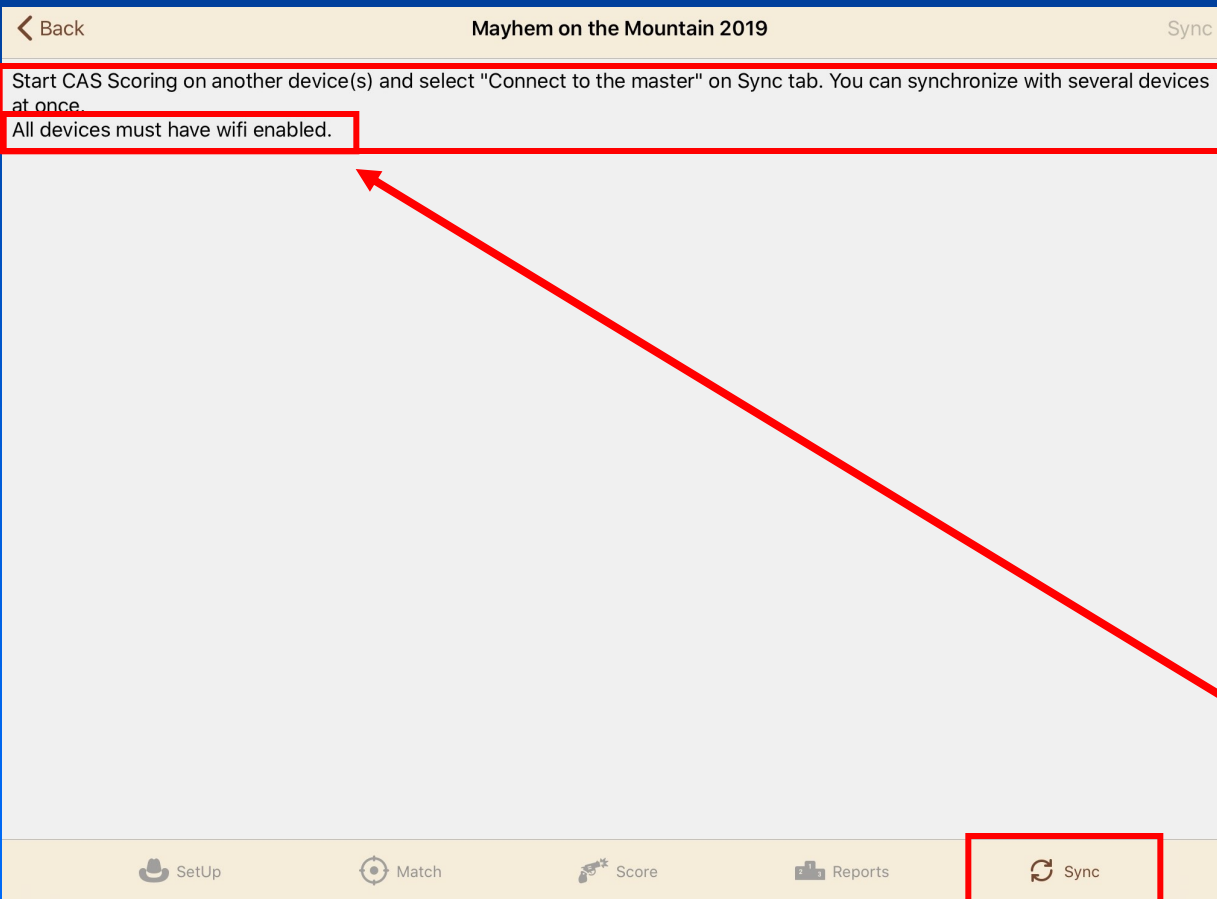 Back
Mayhem on the Mountain 2019
Sync
Start CAS Scoring on another device(s) and select "Connect to the master" on Sync tab. You can synchronize with several devices
at once.
All devices must have wifi enabled.
SetUp
Match
Score
Reports
Sync